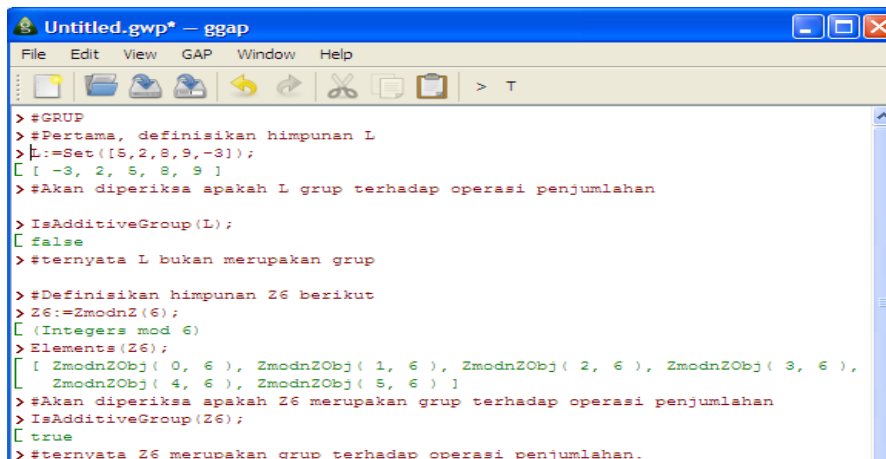 Untitled.gwp* — ggap
File Edit View GAP Window Help
> T
> #GRUP
> #Pertama, definisikan himpunan L
> L:=Set([5,2,8,9,-3]);
[ [ -3, 2, 5, 8, 9 ]
> #Akan diperiksa apakah L grup terhadap operasi penjumlahan
> IsAdditiveGroup(L);
[ false
> #ternyata L bukan merupakan grup
> #Definisikan himpunan Z6 berikut
> Z6:=ZmodnZ(6);
[ (Integers mod 6)
> Elements(Z6);
[ [ ZmodnZObj( 0, 6 ), ZmodnZObj( 1, 6 ), ZmodnZObj( 2, 6 ), ZmodnZObj( 3, 6 ),
ZmodnZObj( 4, 6 ), ZmodnZObj( 5, 6 ) ]
> #Akan diperiksa apakah Z6 merupakan grup terhadap operasi penjumlahan
> IsAdditiveGroup(Z6);
[ true
> #ternyata Z6 merupakan grup terhadap operasi penjumlahan.